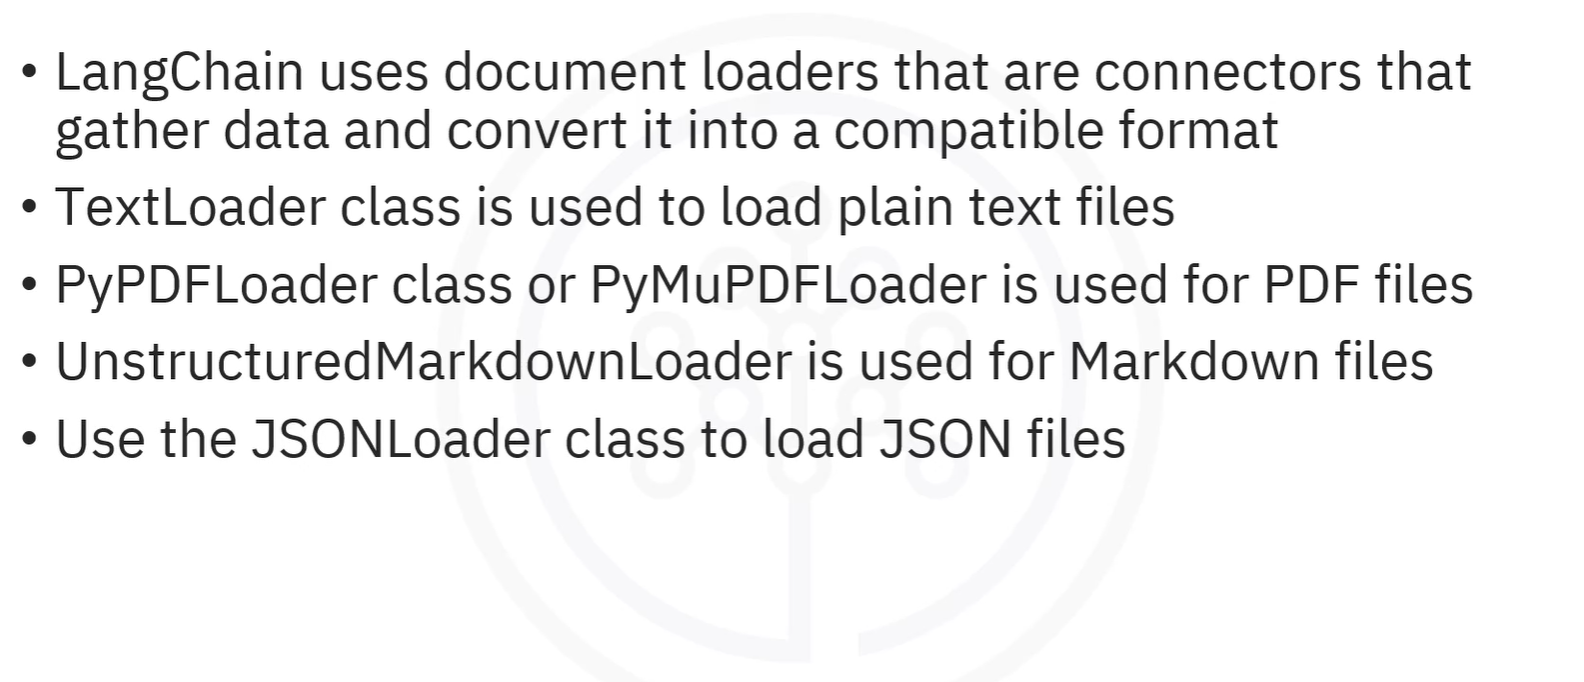 • LangChain uses document loaders that are connectors that
gather data and convert it into a compatible format
• TextLoader class is used to load plain text files
• PyPDFLoader class or PyMuPDFLoader is used for PDF files
• UnstructuredMarkdownLoader is used for Markdown files
• Use the JSONLoader class to load JSON files